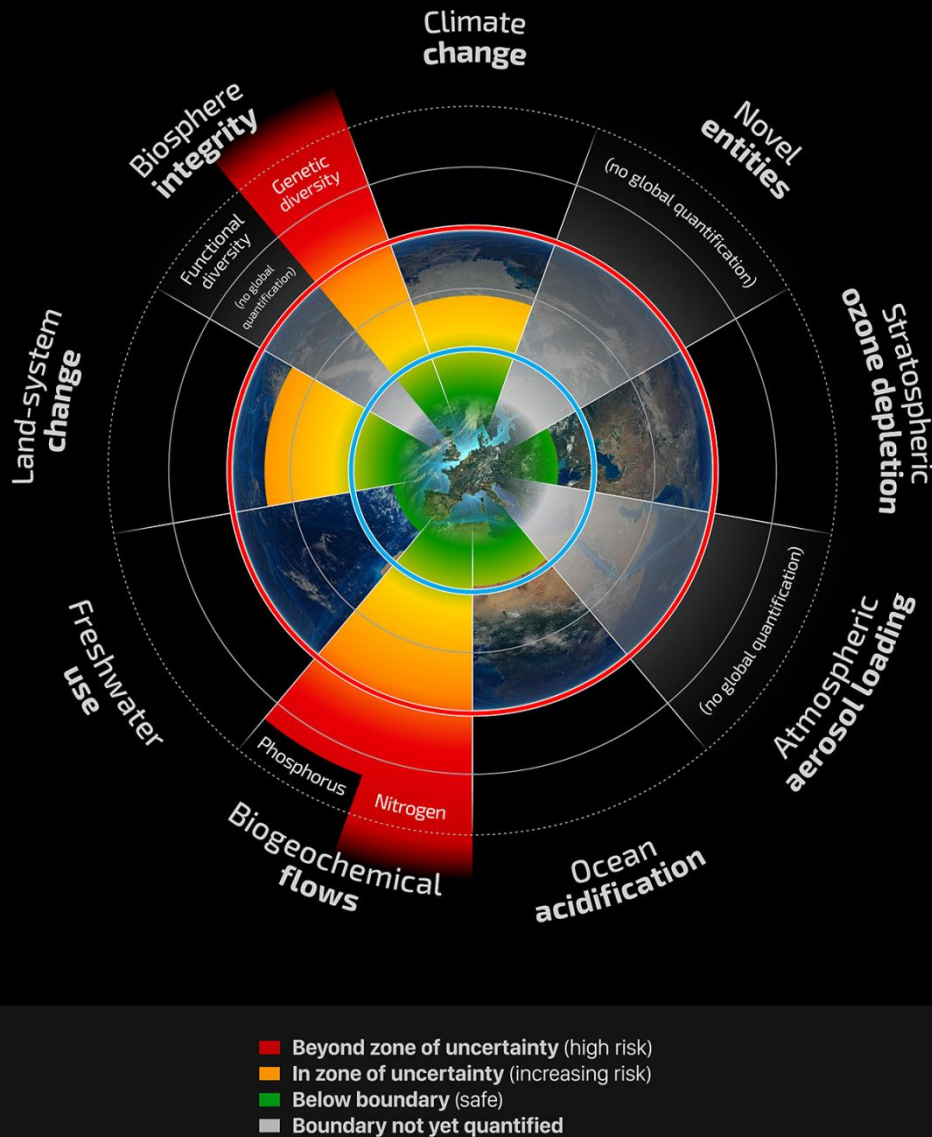 Climate
change
Novel
entities
(no global quantification)
Stratospheric
ozone depletion
Atmospheric
aerosol loading
(no global quantification)
Ocean
acidification
Biogeochemical
flows
Phosphorus
Nitrogen
Freshwater
use
Land-system
change
Biosphere
integrity
Functional
diversity
(no global
quantification)
Genetic
diversity
Beyond zone of uncertainty (high risk)
In zone of uncertainty (increasing risk)
Below boundary (safe)
Boundary not yet quantified